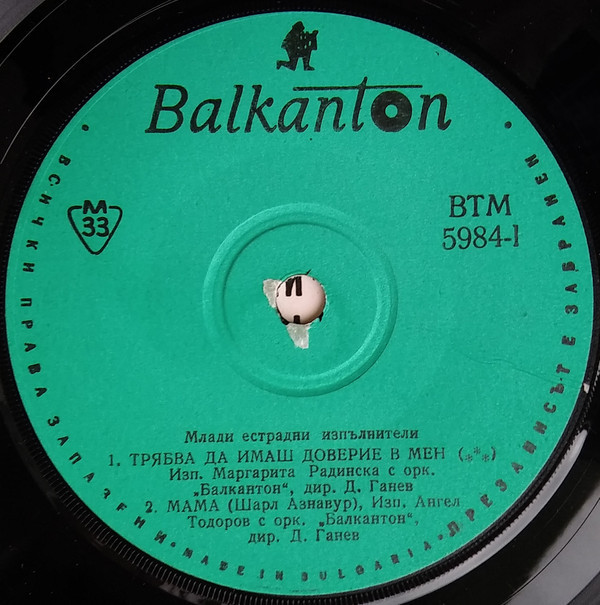 Balkanton
М
33
ВТМ
5984-1
Млади естрадни изпълнители
1. ТРЯБВА ДА ИМАШ ДОВЕРИЕ В МЕН (***)
Изп. Маргарита Радинска с орк.
„Балкантон“, дир. Д. Ганев
2. МАМА (Шарл Азнавур), Изп. Ангел
Тодоров с орк. „Балкантон“,
дир. Д. Ганев
• ВСИЧКИ ПРАВА ЗАПАЗЕНИ • MADE IN BULGARIA • ПРЕЗАПИСЪТ Е ЗАБРАНЕН •